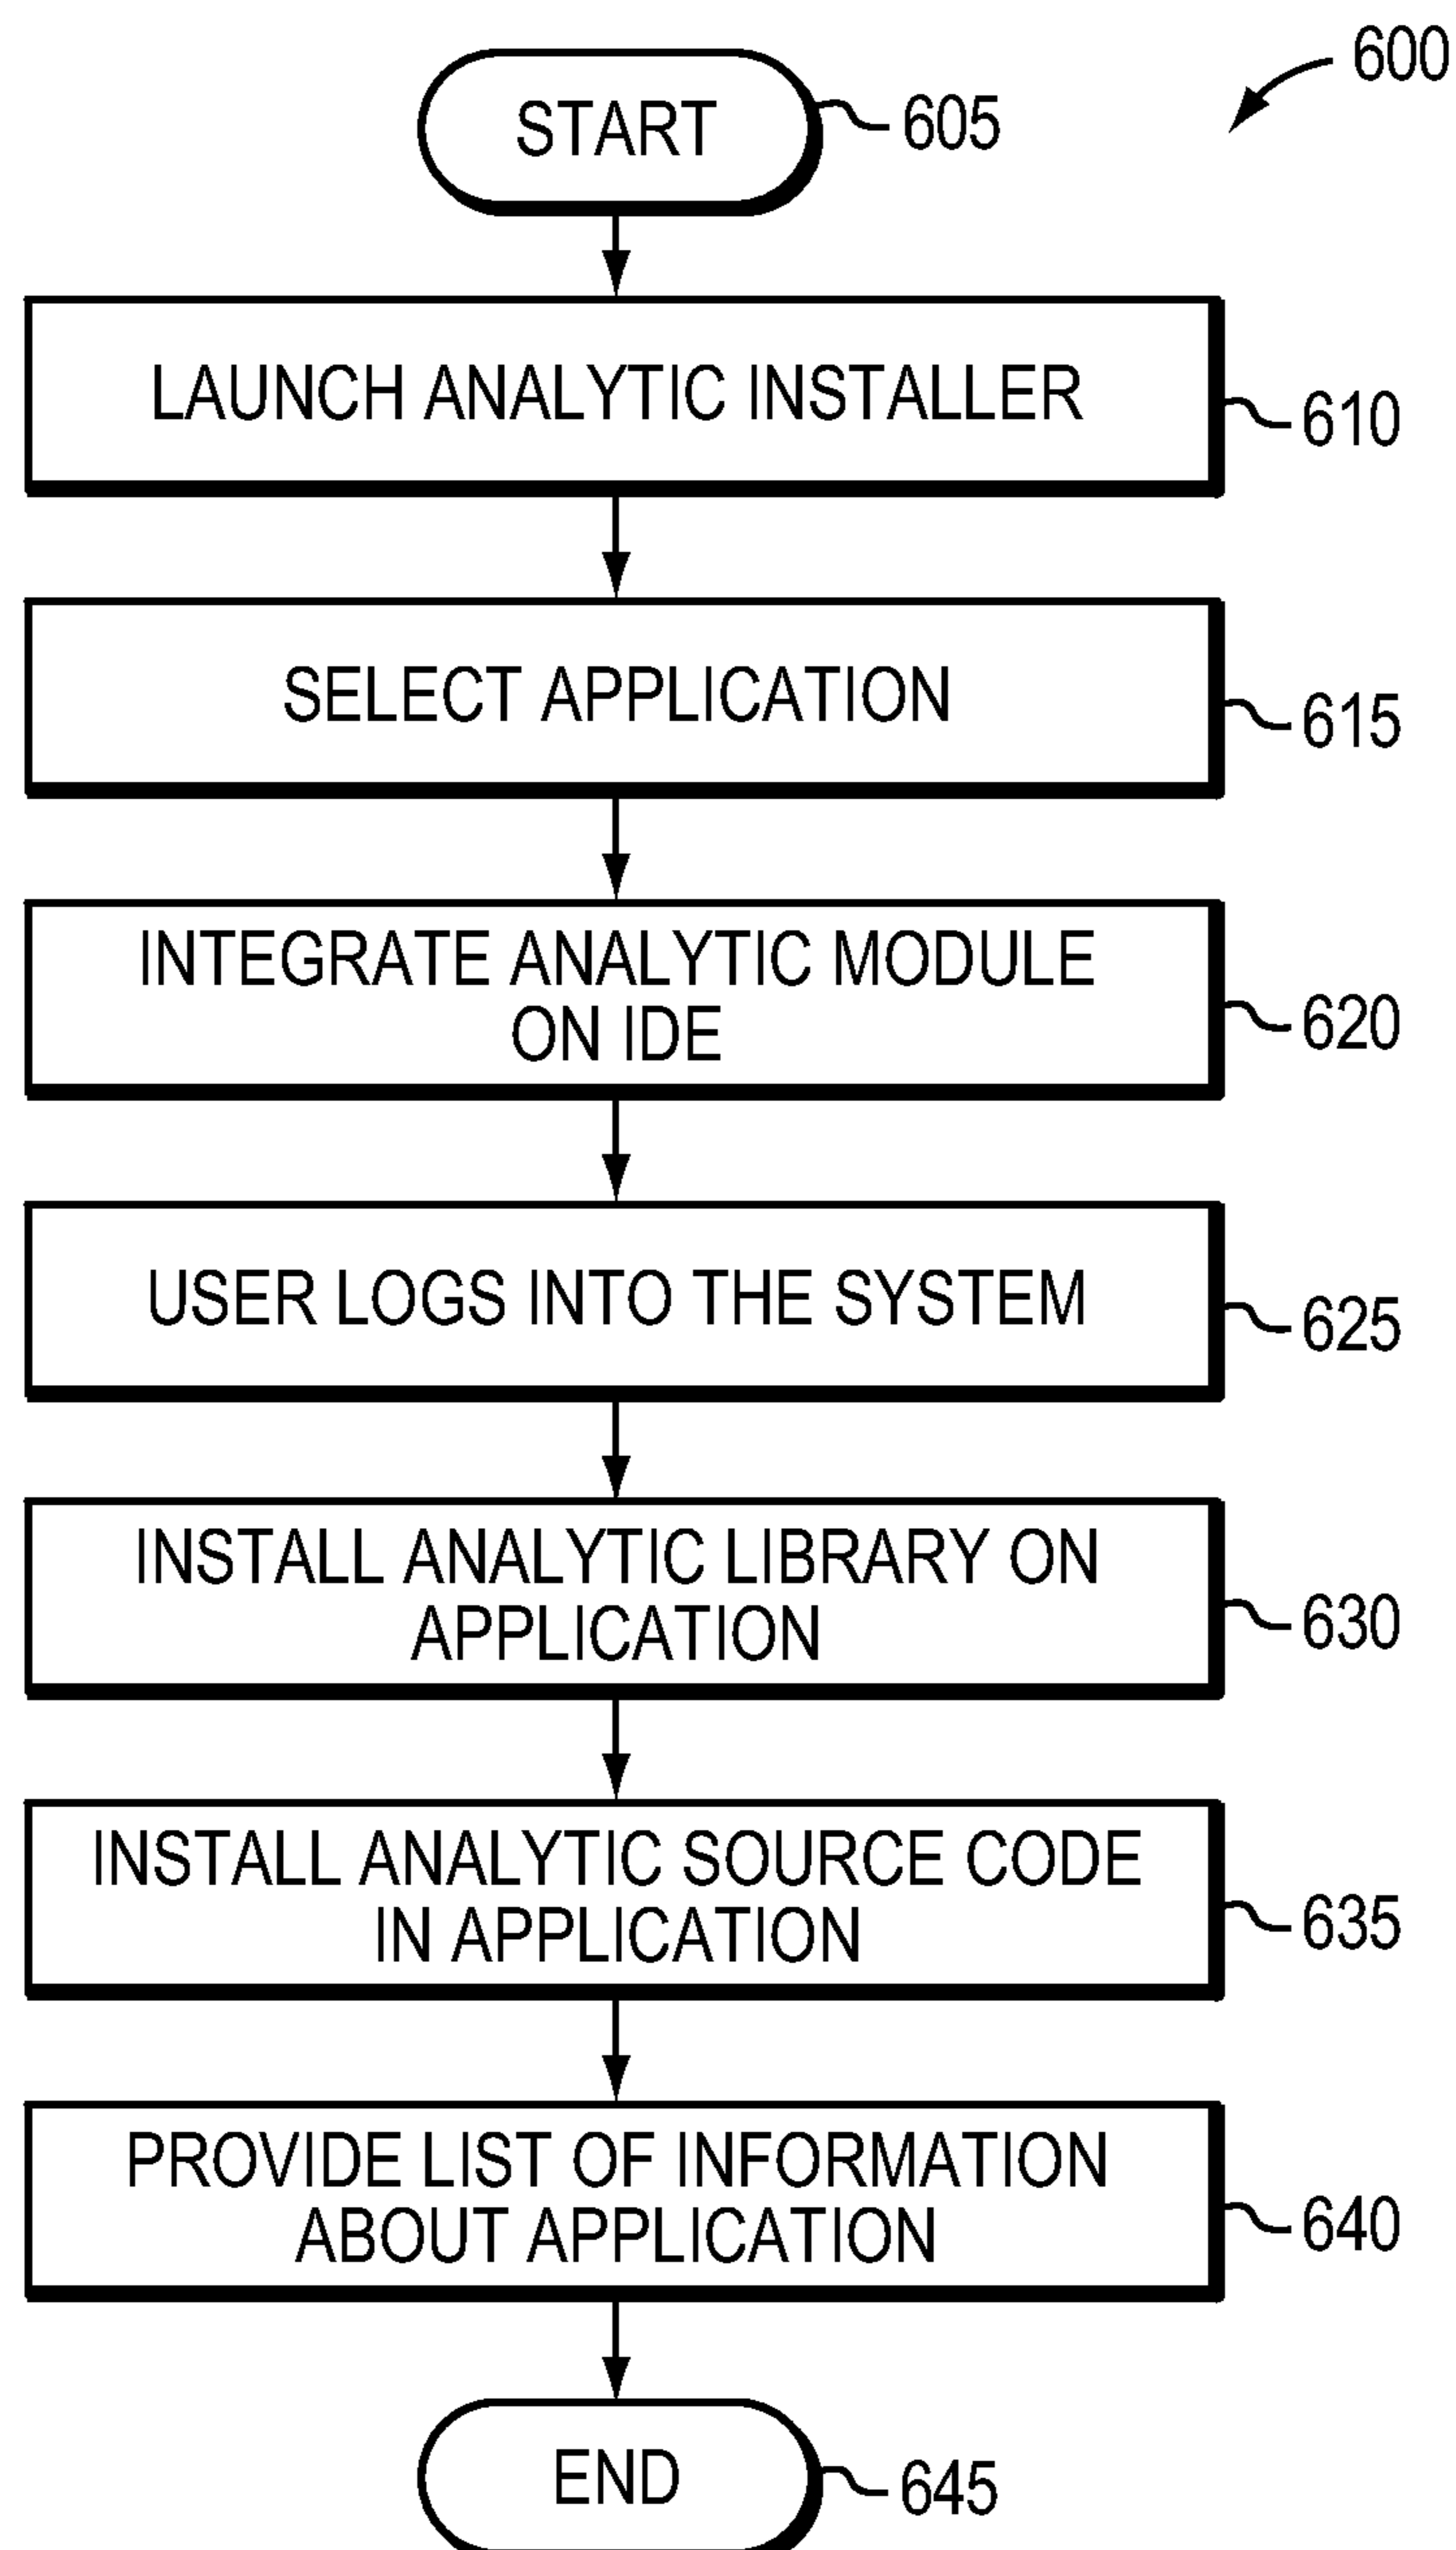 600
START
605
LAUNCH ANALYTIC INSTALLER
610
SELECT APPLICATION
615
INTEGRATE ANALYTIC MODULE
ON IDE
620
USER LOGS INTO THE SYSTEM
625
INSTALL ANALYTIC LIBRARY ON
APPLICATION
630
INSTALL ANALYTIC SOURCE CODE
IN APPLICATION
635
PROVIDE LIST OF INFORMATION
ABOUT APPLICATION
640
END
645